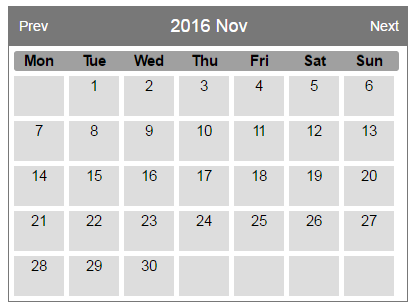 Prev 2016 Nov Next
Mon Tue Wed Thu Fri Sat Sun
1 2 3 4 5 6
7 8 9 10 11 12 13
14 15 16 17 18 19 20
21 22 23 24 25 26 27
28 29 30